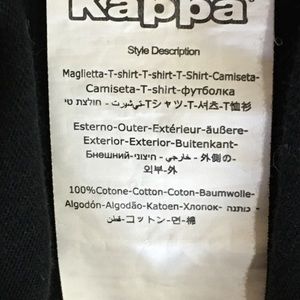 Kappa
Style Description
Maglietta-T-shirt-T-shirt-T-Shirt-Camiseta-
Camiseta-T-shirt-футболка
תי שירט - חולצת טי-Tシャツ-T-셔츠-T恤衫
Esterno-Outer-Extérieur-äußere-
Exterior-Exterior-Buitenkant-
Внешний- חיצוני- خارجي - 外側の-
외부-外
100%Cotone-Cotton-Coton-Baumwolle-
Algodón-Algodão-Katoen-Хлопок- כותנה -
قطن-コットン-면-棉